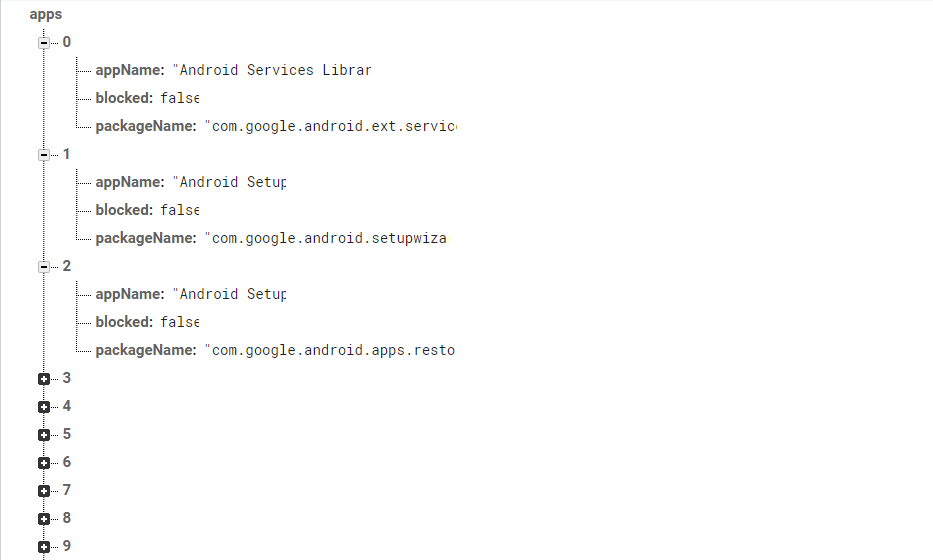 apps
0
appName: "Android Services Librar
blocked: false
packageName: "com.google.android.ext.servic
1
appName: "Android Setup
blocked: false
packageName: "com.google.android.setupwiza
2
appName: "Android Setup
blocked: false
packageName: "com.google.android.apps.resto
3
4
5
6
7
8
9